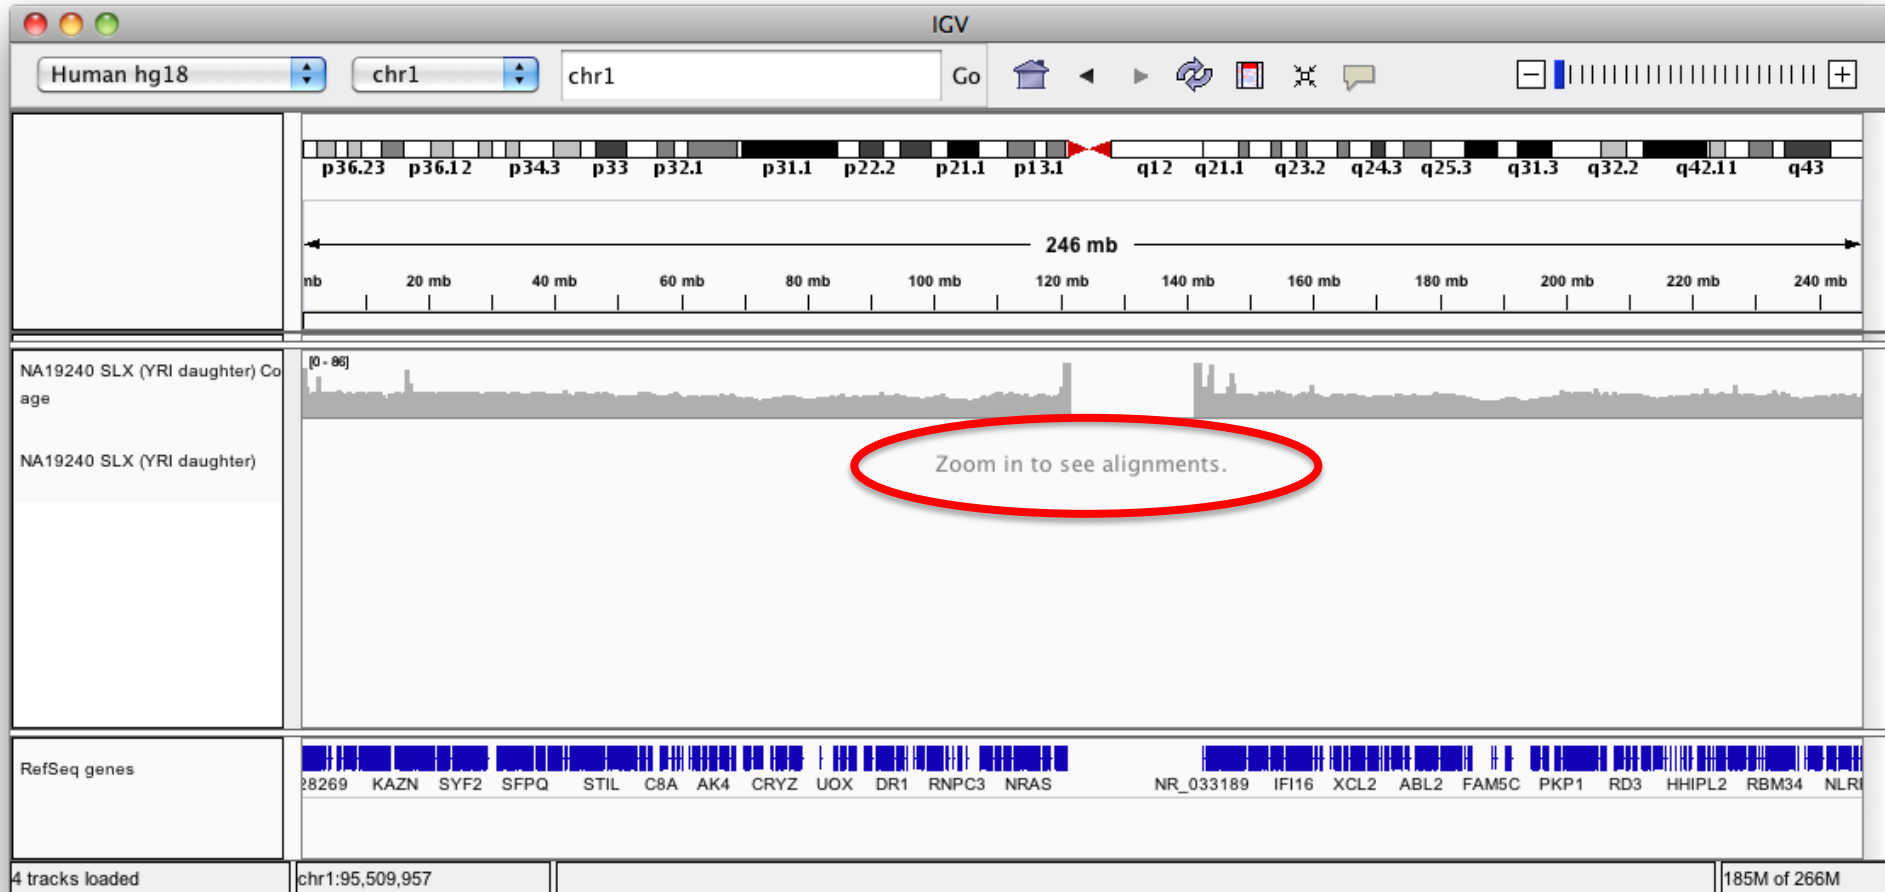 IGV
Human hg18 chr1 chr1 Go
p36.23 p36.12 p34.3 p33 p32.1 p31.1 p22.2 p21.1 p13.1 q12 q21.1 q23.2 q24.3 q25.3 q31.3 q32.2 q42.11 q43
246 mb
mb 20 mb 40 mb 60 mb 80 mb 100 mb 120 mb 140 mb 160 mb 180 mb 200 mb 220 mb 240 mb
NA19240 SLX (YRI daughter) Co
age
[0 - 86]
NA19240 SLX (YRI daughter)
Zoom in to see alignments.
RefSeq genes
28269 KAZN SYF2 SFPQ STIL C8A AK4 CRYZ UOX DR1 RNPC3 NRAS NR_033189 IFI16 XCL2 ABL2 FAM5C PKP1 RD3 HHIPL2 RBM34 NLR
4 tracks loaded chr1:95,509,957 185M of 266M